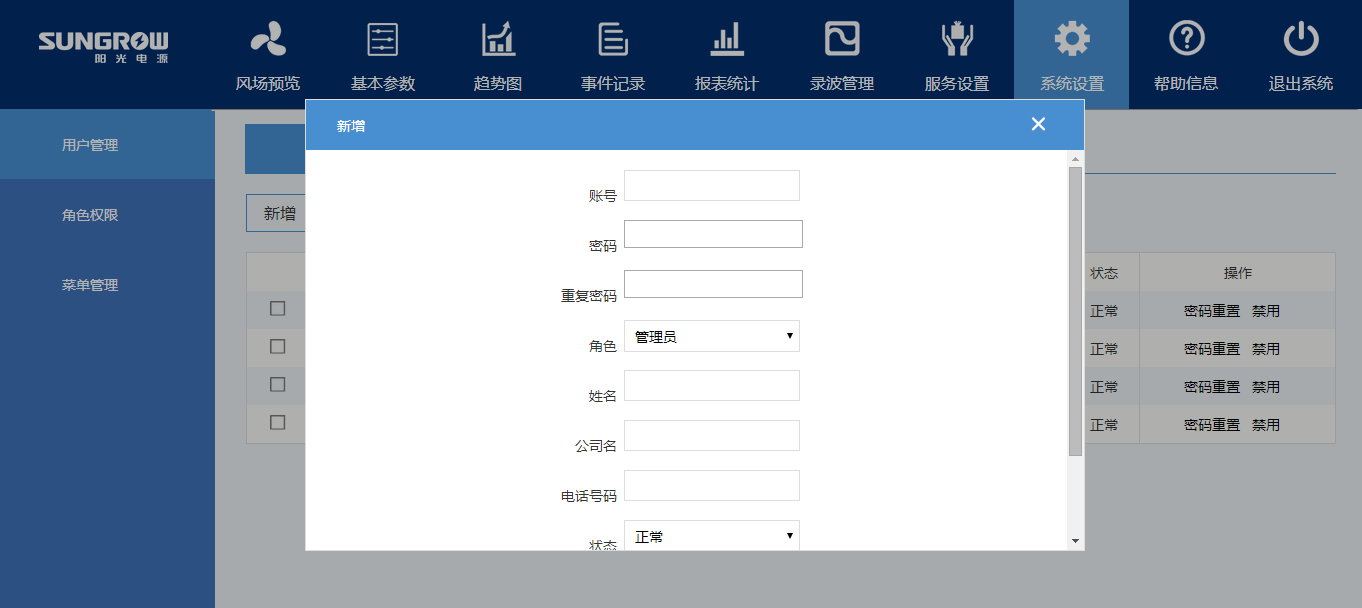 SUNGROW
阳光电源
风场预览
基本参数
趋势图
事件记录
报表统计
录波管理
服务设置
系统设置
帮助信息
退出系统
用户管理
角色权限
菜单管理
新增
新增
账号
密码
重复密码
角色 管理员
姓名
公司名
电话号码
状态 正常
状态 操作
正常 密码重置 禁用
正常 密码重置 禁用
正常 密码重置 禁用
正常 密码重置 禁用